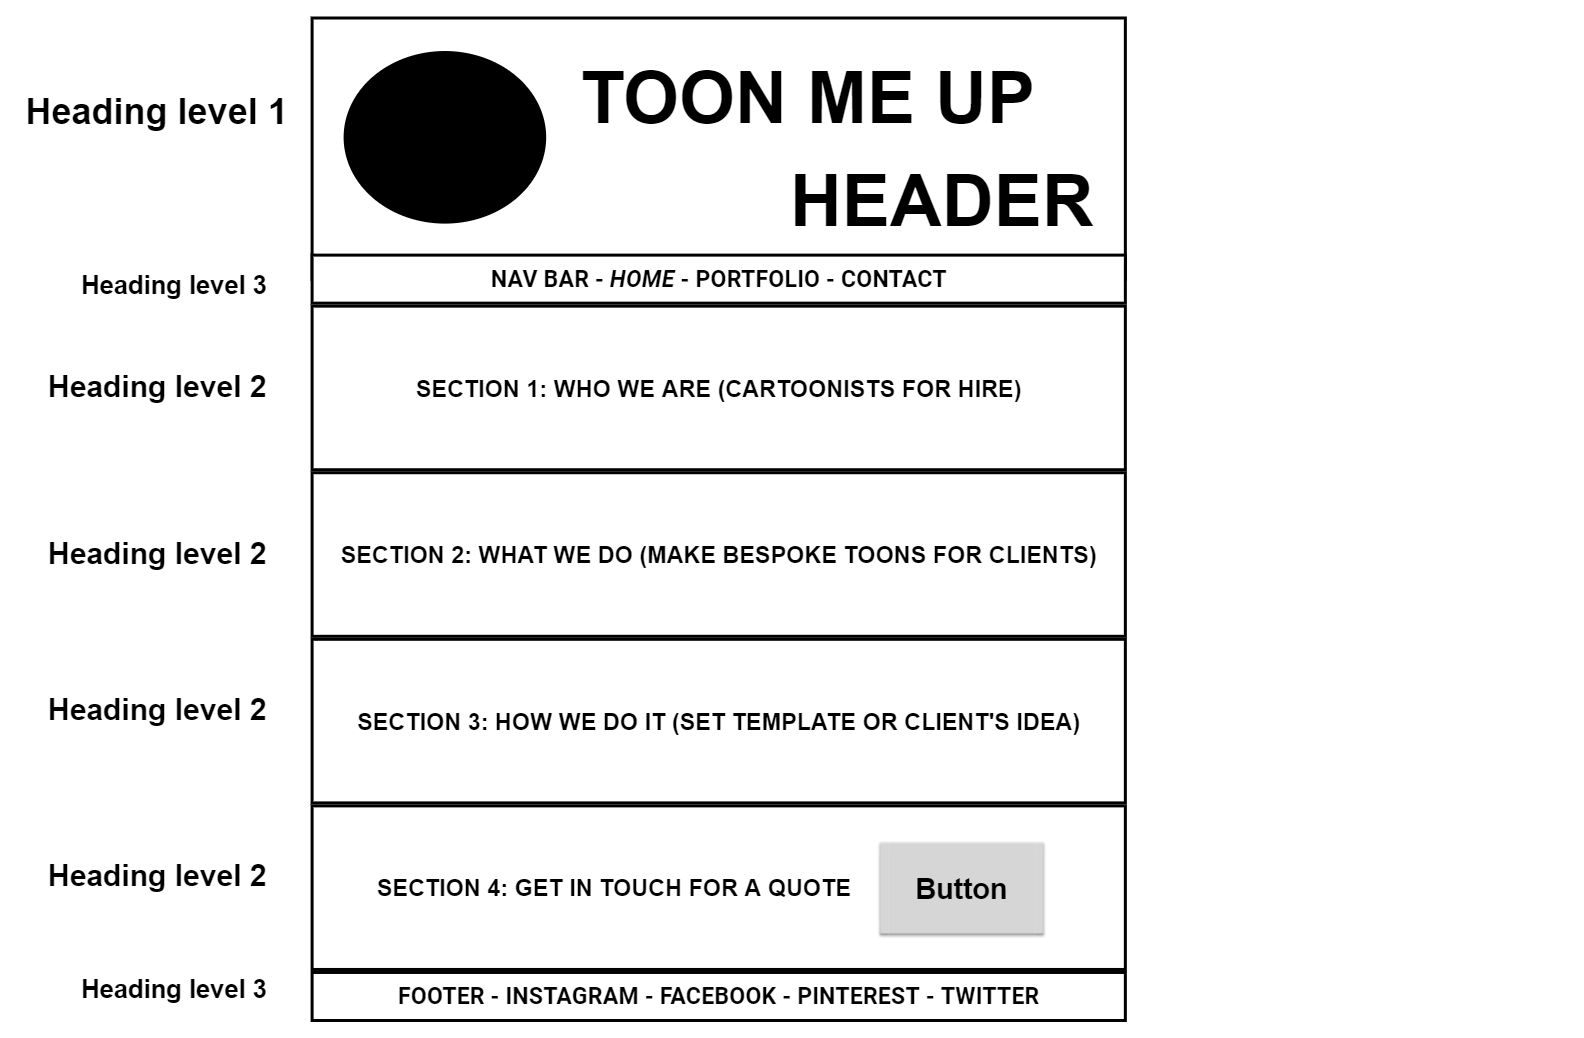 Heading level 1
TOON ME UP
HEADER
Heading level 3
NAV BAR - HOME - PORTFOLIO - CONTACT
Heading level 2
SECTION 1: WHO WE ARE (CARTOONISTS FOR HIRE)
Heading level 2
SECTION 2: WHAT WE DO (MAKE BESPOKE TOONS FOR CLIENTS)
Heading level 2
SECTION 3: HOW WE DO IT (SET TEMPLATE OR CLIENT'S IDEA)
Heading level 2
SECTION 4: GET IN TOUCH FOR A QUOTE
Button
Heading level 3
FOOTER - INSTAGRAM - FACEBOOK - PINTEREST - TWITTER